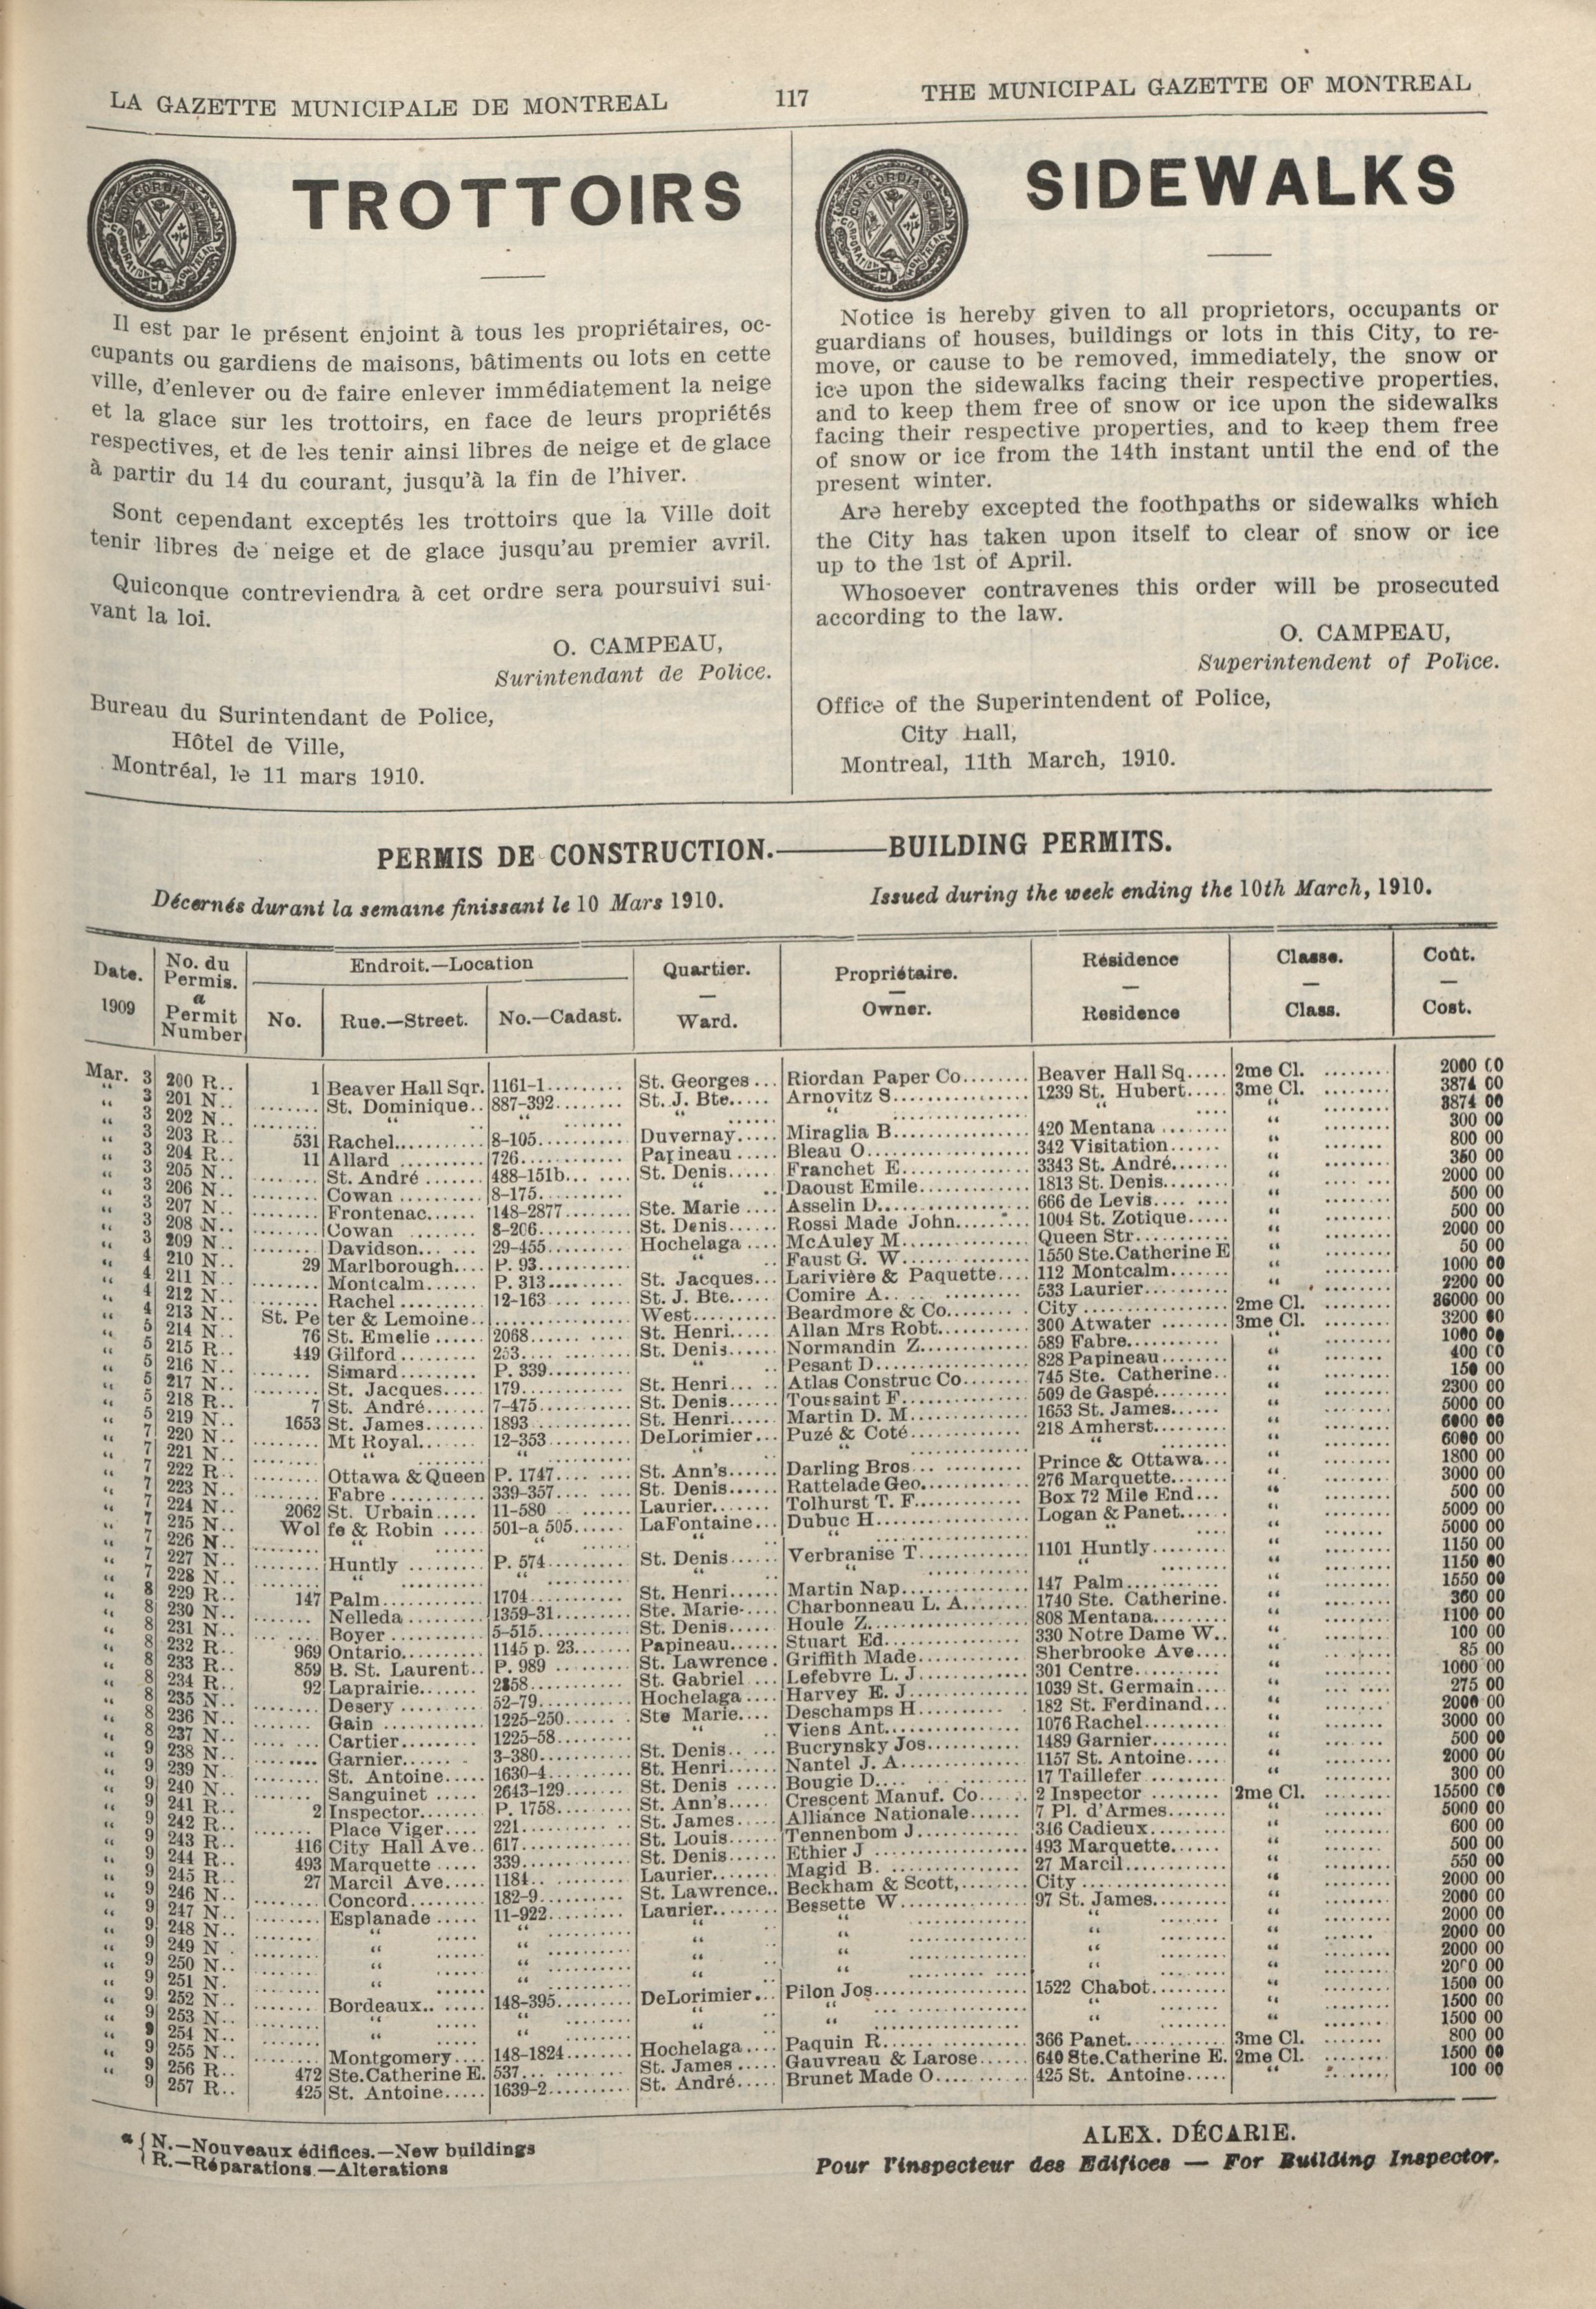 LA GAZETTE MUNICIPALE DE MONTREAL 117 THE MUNICIPAL GAZETTE OF MONTREAL
TROTTOIRS
Il est par le présent enjoint à tous les propriétaires, oc-
cupants ou gardiens de maisons, bâtiments ou lots en cette
ville, d'enlever ou de faire enlever immédiatement la neige
et la glace sur les trottoirs, en face de leurs propriétés
respectives, et de les tenir ainsi libres de neige et de glace
à partir du 14 du courant, jusqu'à la fin de l'hiver.
Sont cependant exceptés les trottoirs que la Ville doit
tenir libres de neige et de glace jusqu'au premier avril.
Quiconque contreviendra à cet ordre sera poursuivi sui-
vant la loi.
O. CAMPEAU,
Surintendant de Police.
Bureau du Surintendant de Police,
Hôtel de Ville,
Montréal, le 11 mars 1910.
SIDEWALKS
Notice is hereby given to all proprietors, occupants or
guardians of houses, buildings or lots in this City, to re-
move, or cause to be removed, immediately, the snow or
ice upon the sidewalks facing their respective properties,
and to keep them free of snow or ice upon the sidewalks
facing their respective properties, and to keep them free
of snow or ice from the 14th instant until the end of the
present winter.
Are hereby excepted the foothpaths or sidewalks which
the City has taken upon itself to clear of snow or ice
up to the 1st of April.
Whosoever contravenes this order will be prosecuted
according to the law.
O. CAMPEAU,
Superintendent of Police.
Office of the Superintendent of Police,
City Hall,
Montreal, 11th March, 1910.
PERMIS DE CONSTRUCTION.———BUILDING PERMITS.
Décernés durant la semaine finissant le 10 Mars 1910. Issued during the week ending the 10th March, 1910.
Date. 1909 | No. du Permis. a Permit Number | Endroit.—Location No. | Rue.—Street. | No.—Cadast. | Quartier. — Ward. | Propriétaire. — Owner. | Résidence — Residence | Classe. — Class. | Coût. — Cost.
Mar. 3 200 R.. 1 Beaver Hall Sqr. 1161-1 St. Georges Riordan Paper Co Beaver Hall Sq 2me Cl. 2000 00
" 3 201 N.. St. Dominique 887-392 St. J. Bte Arnovitz S 1239 St. Hubert 3me Cl. 3874 00
" 3 202 N.. " " " " " " 3874 00
" 3 203 R.. 531 Rachel 8-105 Duvernay Miraglia B 420 Mentana " 300 00
" 3 204 R.. 11 Allard 726 Papineau Bleau O 342 Visitation " 800 00
" 3 205 N.. St. André 488-151b St. Denis Franchet E 3343 St. André " 350 00
" 3 206 N.. Cowan 8-175 " Daoust Emile 1813 St. Denis " 2000 00
" 3 207 N.. Frontenac 148-2877 Ste. Marie Asselin D 666 de Levis " 500 00
" 3 208 N.. Cowan 8-206 St. Denis Rossi Made John 1004 St. Zotique " 500 00
" 3 209 N.. Davidson 29-455 Hochelaga McAuley M Queen Str " 2000 00
" 4 210 N.. 29 Marlborough P. 93 " Faust G. W 1550 Ste.Catherine E " 50 00
" 4 211 N.. Montcalm P. 313 St. Jacques Larivière & Paquette 112 Montcalm " 1000 00
" 4 212 N.. Rachel 12-163 St. J. Bte Comire A 533 Laurier " 2200 00
" 4 213 N.. St. Peter & Lemoine West Beardmore & Co City 2me Cl. 36000 00
" 5 214 N.. 76 St. Emelie 2068 St. Henri Allan Mrs Robt 300 Atwater 3me Cl. 3200 00
" 5 215 R.. 449 Gilford 253 St. Denis Normandin Z 589 Fabre " 1000 00
" 5 216 N.. Simard P. 339 " Pesant D 828 Papineau " 400 00
" 5 217 N.. St. Jacques 179 St. Henri Atlas Construc Co 745 Ste. Catherine " 150 00
" 5 218 R.. 7 St. André 7-475 St. Denis Toussaint F 509 de Gaspé " 2300 00
" 5 219 N.. 1653 St. James 1893 St. Henri Martin D. M 1653 St. James " 5000 00
" 7 220 N.. Mt Royal 12-353 DeLorimier Puzé & Coté 218 Amherst " 6000 00
" 7 221 N.. " " " " " " 6000 00
" 7 222 R.. Ottawa & Queen P. 1747 St. Ann's Darling Bros Prince & Ottawa " 1800 00
" 7 223 N.. Fabre 339-357 St. Denis Rattelade Geo 276 Marquette " 3000 00
" 7 224 N.. 2062 St. Urbain 11-580 Laurier Tolhurst T. F Box 72 Mile End " 500 00
" 7 225 N.. Wolfe & Robin 501-a 505 LaFontaine Dubuc H Logan & Panet " 5000 00
" 7 226 N.. " " " " " " 5000 00
" 7 227 N.. Huntly P. 574 St. Denis Verbranise T 1101 Huntly " 1150 00
" 7 228 N.. " " " " " " 1150 00
" 8 229 R.. 147 Palm 1704 St. Henri Martin Nap 147 Palm " 1550 00
" 8 230 N.. Nelleda 1359-31 Ste. Marie Charbonneau L. A 1740 Ste. Catherine " 360 00
" 8 231 N.. Boyer 5-515 St. Denis Houle Z 808 Mentana " 1100 00
" 8 232 R.. 969 Ontario 1145 p. 23 Papineau Stuart Ed 330 Notre Dame W " 100 00
" 8 233 R.. 859 B. St. Laurent P. 989 St. Lawrence Griffith Made Sherbrooke Ave " 85 00
" 8 234 R.. 92 Laprairie 2858 St. Gabriel Lefebvre L. J 301 Centre " 1000 00
" 8 235 N.. Desery 52-79 Hochelaga Harvey E. J 1039 St. Germain " 275 00
" 8 236 N.. Gain 1225-250 Ste Marie Deschamps H 182 St. Ferdinand " 2000 00
" 8 237 N.. Cartier 1225-58 " Viens Ant 1076 Rachel " 3000 00
" 9 238 N.. Garnier 3-380 St. Denis Bucrynsky Jos 1489 Garnier " 500 00
" 9 239 N.. St. Antoine 1630-4 St. Henri Nantel J. A 1157 St. Antoine " 2000 00
" 9 240 N.. Sanguinet 2643-129 St. Denis Bougie D 17 Taillefer " 300 00
" 9 241 R.. 2 Inspector P. 1758 St. Ann's Crescent Manuf. Co 2 Inspector 2me Cl. 15500 00
" 9 242 R.. Place Viger 221 St. James Alliance Nationale 7 Pl. d'Armes " 5000 00
" 9 243 R.. 416 City Hall Ave 617 St. Louis Tennenbom J 346 Cadieux " 600 00
" 9 244 R.. 493 Marquette 339 St. Denis Ethier J 493 Marquette " 500 00
" 9 245 R.. 27 Marcil Ave 1184 Laurier Magid B 27 Marcil " 550 00
" 9 246 N.. Concord 182-9 St. Lawrence Beckham & Scott, City " 2000 00
" 9 247 N.. Esplanade 11-922 Laurier Bessette W 97 St. James " 2000 00
" 9 248 N.. " " " " " " 2000 00
" 9 249 N. " " " " " " 2000 00
" 9 250 N.. " " " " " " 2000 00
" 9 251 N. " " " " " " 2000 00
" 9 252 N.. Bordeaux 148-395 DeLorimier Pilon Jos 1522 Chabot " 1500 00
" 9 253 N.. " " " " " " 1500 00
" 9 254 N.. " " " " " " 1500 00
" 9 255 N.. Montgomery 148-1824 Hochelaga Paquin R 366 Panet 3me Cl. 800 00
" 9 256 R.. 472 Ste.Catherine E. 537 St. James Gauvreau & Larose 640 Ste.Catherine E. 2me Cl. 1500 00
" 9 257 R.. 425 St. Antoine 1639-2 St. André Brunet Made O 425 St. Antoine " 100 00
a { N.—Nouveaux édifices.—New buildings
R.—Réparations.—Alterations
ALEX. DÉCARIE.
Pour l'inspecteur des Edifices — For Building Inspector.